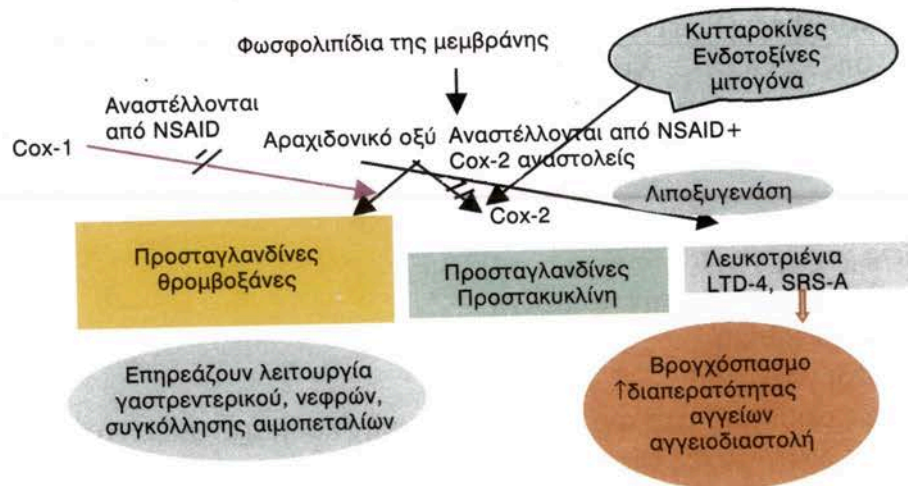 Φωσφολιπίδια της μεμβράνης
Κυτταροκίνες
Ενδοτοξίνες
μιτογόνα
Αναστέλλονται
από NSAID
Cox-1
Αραχιδονικό οξύ
Αναστέλλονται από NSAID+
Cox-2 αναστολείς
Cox-2
Λιποξυγενάση
Προσταγλανδίνες
θρομβοξάνες
Προσταγλανδίνες
Προστακυκλίνη
Λευκοτριένια
LTD-4, SRS-A
Επηρεάζουν λειτουργία
γαστρεντερικού, νεφρών,
συγκόλλησης αιμοπεταλίων
Βρογχόσπασμο
↑διαπερατότητας
αγγείων
αγγειοδιαστολή